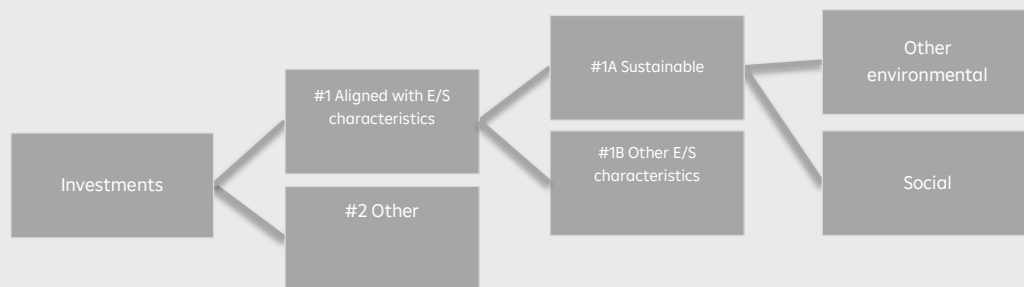 Investments
#1 Aligned with E/S
characteristics
#2 Other
#1A Sustainable
#1B Other E/S
characteristics
Other
environmental
Social